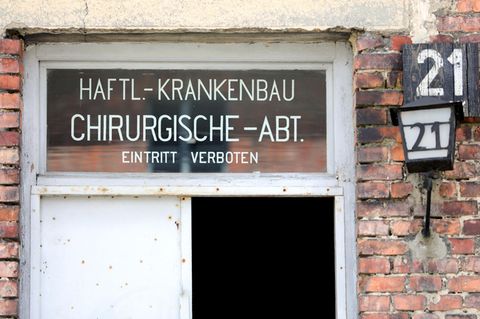 HAFTL.-KRANKENBAU
CHIRURGISCHE-ABT.
EINTRITT VERBOTEN
21
21